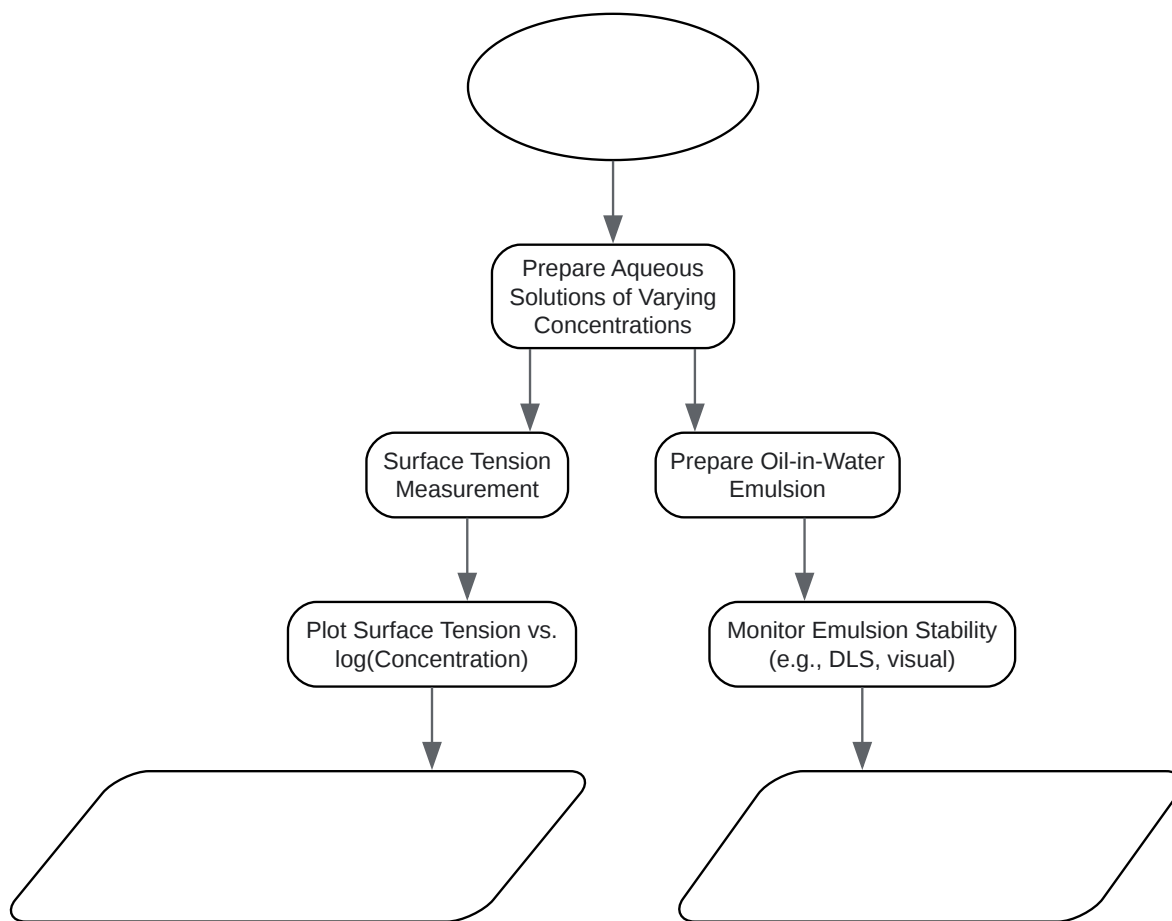 Prepare Aqueous
Solutions of Varying
Concentrations
Surface Tension
Measurement
Prepare Oil-in-Water
Emulsion
Plot Surface Tension vs.
log(Concentration)
Monitor Emulsion Stability
(e.g., DLS, visual)